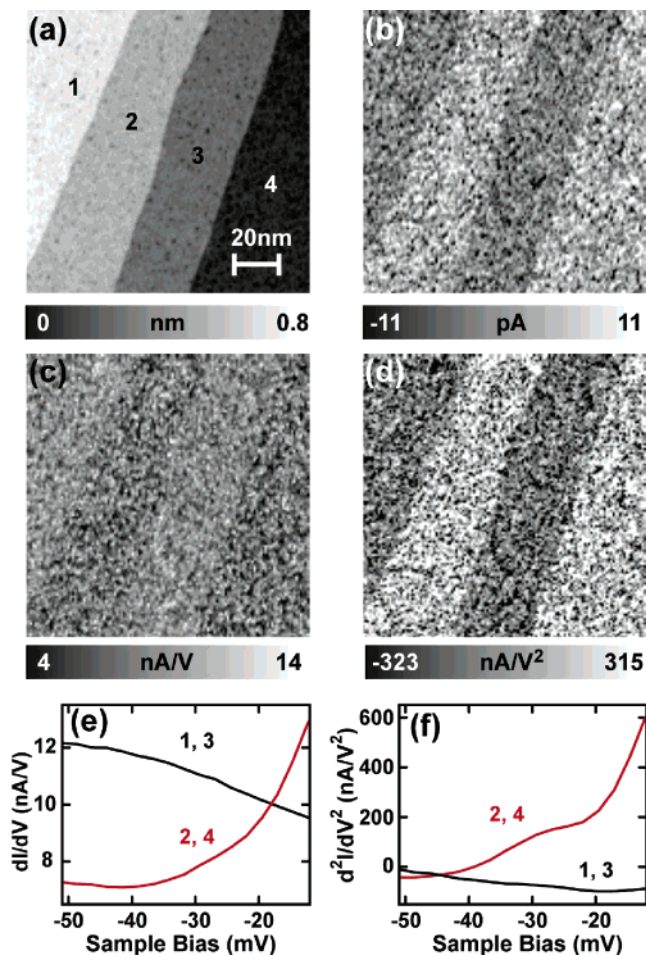 (a)
1
2
3
4
20nm
0 nm 0.8
(b)
-11 pA 11
(c)
4 nA/V 14
(d)
-323 nA/V² 315
(e)
dI/dV (nA/V)
12
10
8
1, 3
2, 4
-50 -40 -30 -20
Sample Bias (mV)
(f)
d²I/dV² (nA/V²)
600
400
200
0
2, 4
1, 3
-50 -40 -30 -20
Sample Bias (mV)